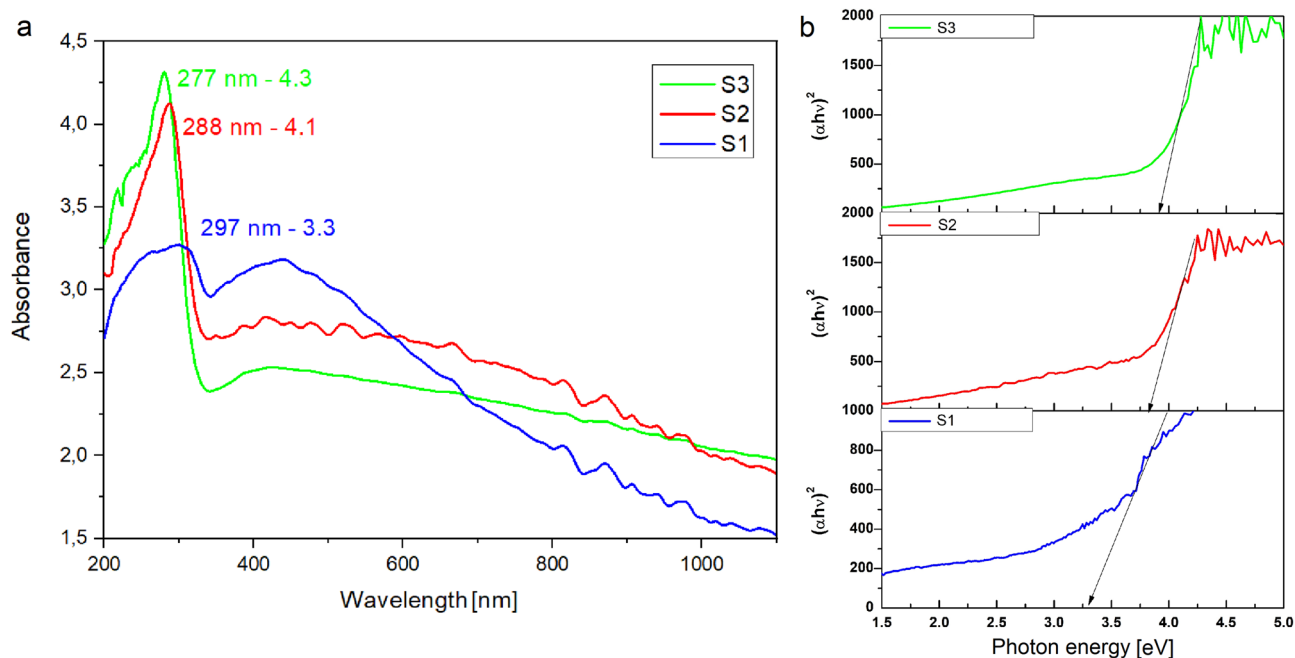 a
4,5
4,0
3,5
3,0
2,5
2,0
1,5
Absorbance
277 nm - 4.3
288 nm - 4.1
297 nm - 3.3
S3
S2
S1
200
400
600
800
1000
Wavelength [nm]
b
2000
1500
1000
500
(αhν)²
S3
2000
1500
1000
500
(αhν)²
S2
1000
800
600
400
200
0
(αhν)²
S1
1.5
2.0
2.5
3.0
3.5
4.0
4.5
5.0
Photon energy [eV]